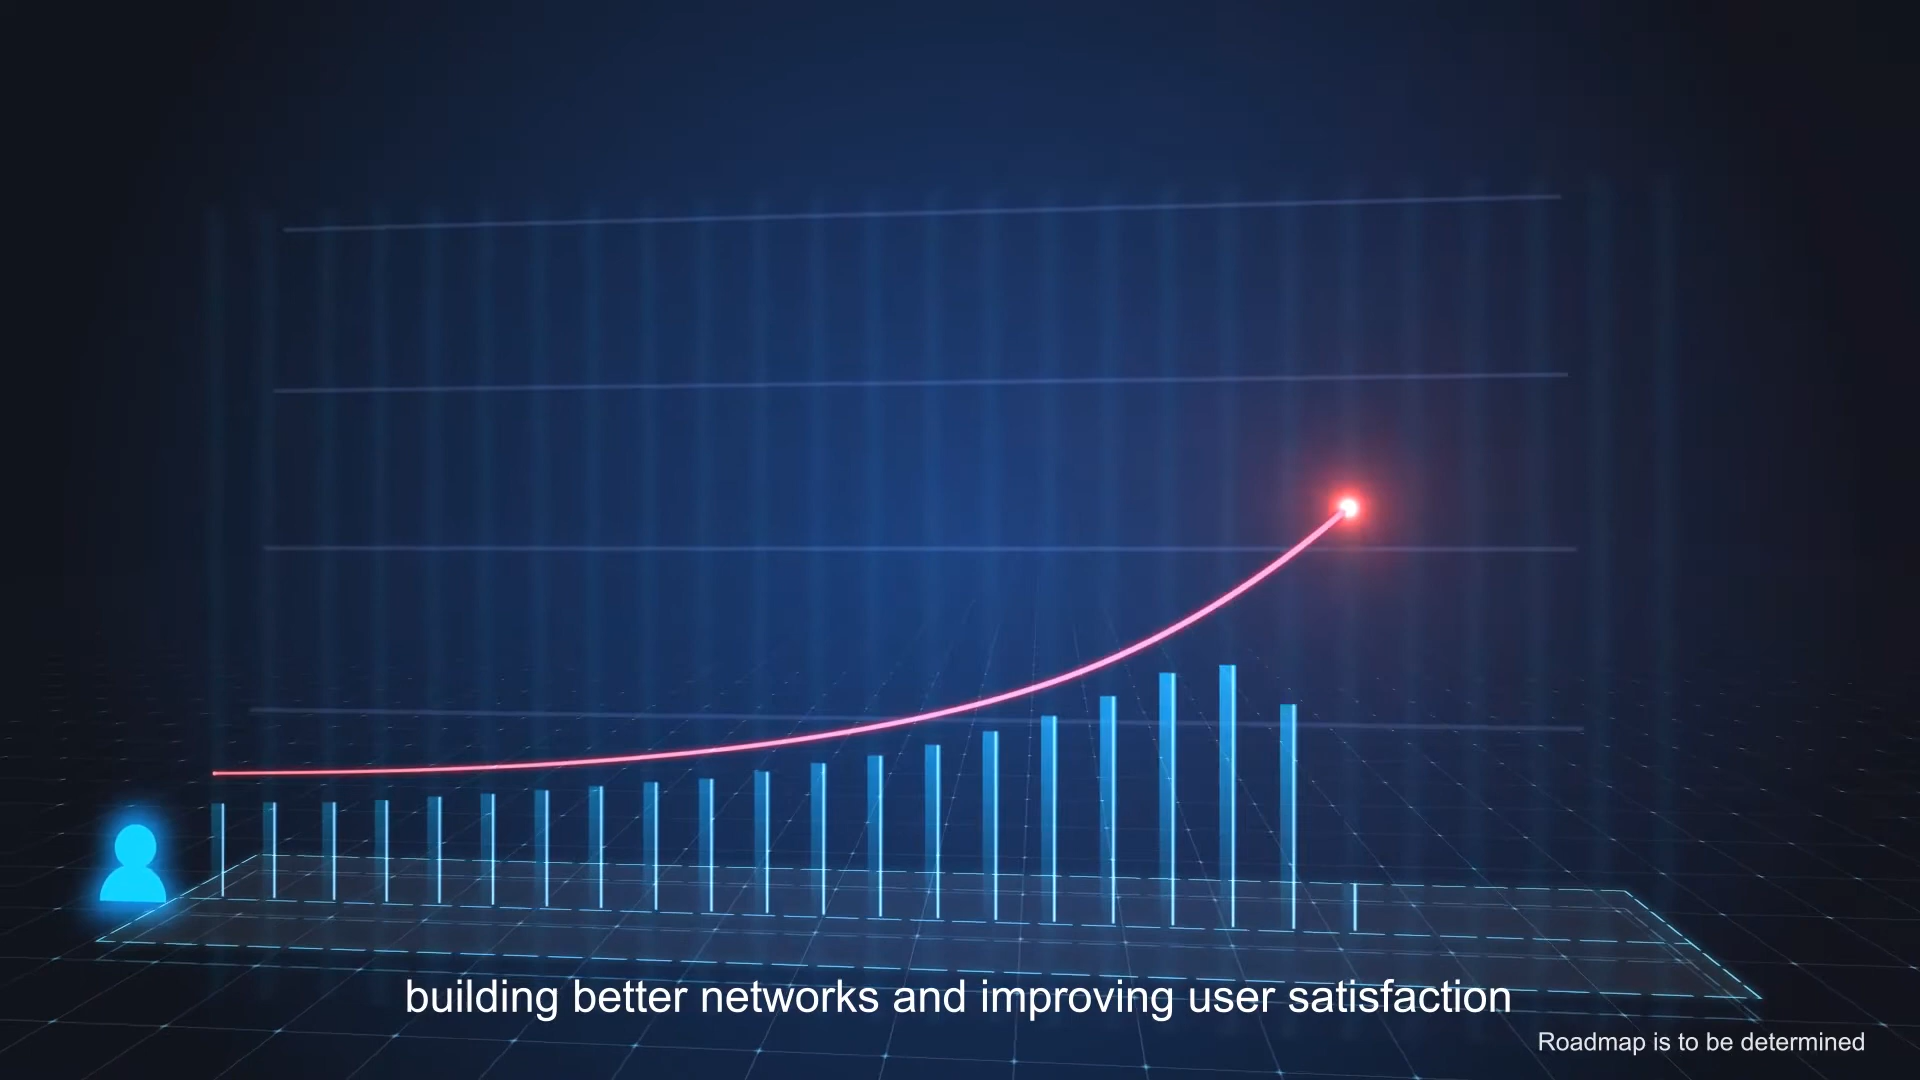 building better networks and improving user satisfaction
Roadmap is to be determined